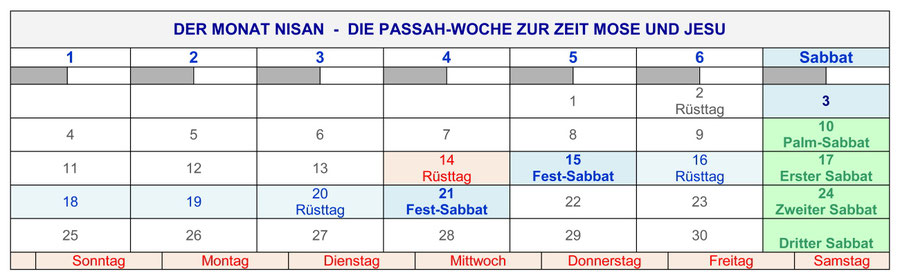 DER MONAT NISAN - DIE PASSAH-WOCHE ZUR ZEIT MOSE UND JESU
1 2 3 4 5 6 Sabbat
1 2 3
Rüsttag
4 5 6 7 8 9 10
Palm-Sabbat
11 12 13 14 15 16 17
Rüsttag Fest-Sabbat Rüsttag Erster Sabbat
18 19 20 21 22 23 24
Rüsttag Fest-Sabbat Zweiter Sabbat
25 26 27 28 29 30
Dritter Sabbat
Sonntag Montag Dienstag Mittwoch Donnerstag Freitag Samstag